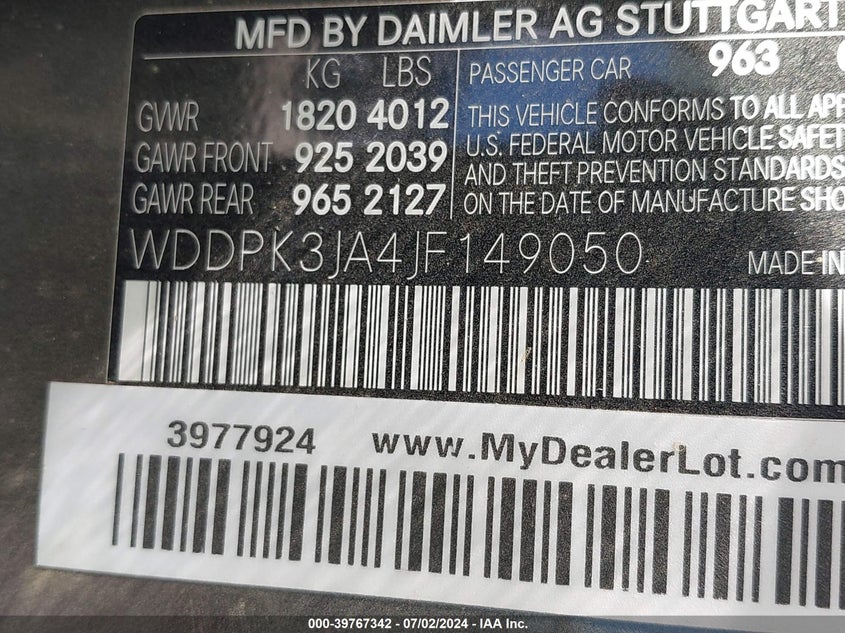 MFD BY DAIMLER AG STUTTGART
KG LBS PASSENGER CAR 963
GVWR 1820 4012 THIS VEHICLE CONFORMS TO ALL
GAWR FRONT 925 2039 U.S. FEDERAL MOTOR VEHICLE SAFETY
GAWR REAR 965 2127 AND THEFT PREVENTION STANDARDS
ON THE DATE OF MANUFACTURE
WDDPK3JA4JF149050 MADE IN
3977924 www.MyDealerLot.com
000-39767342 / 07/02/2024 - IAA Inc.